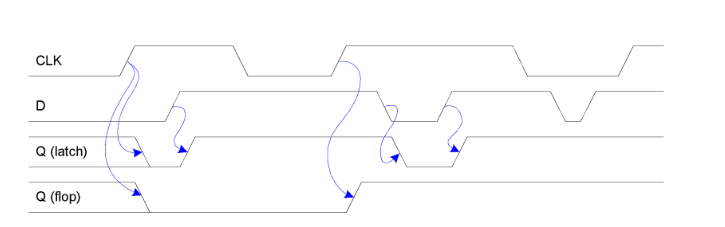 CLK
D
Q (latch)
Q (flop)